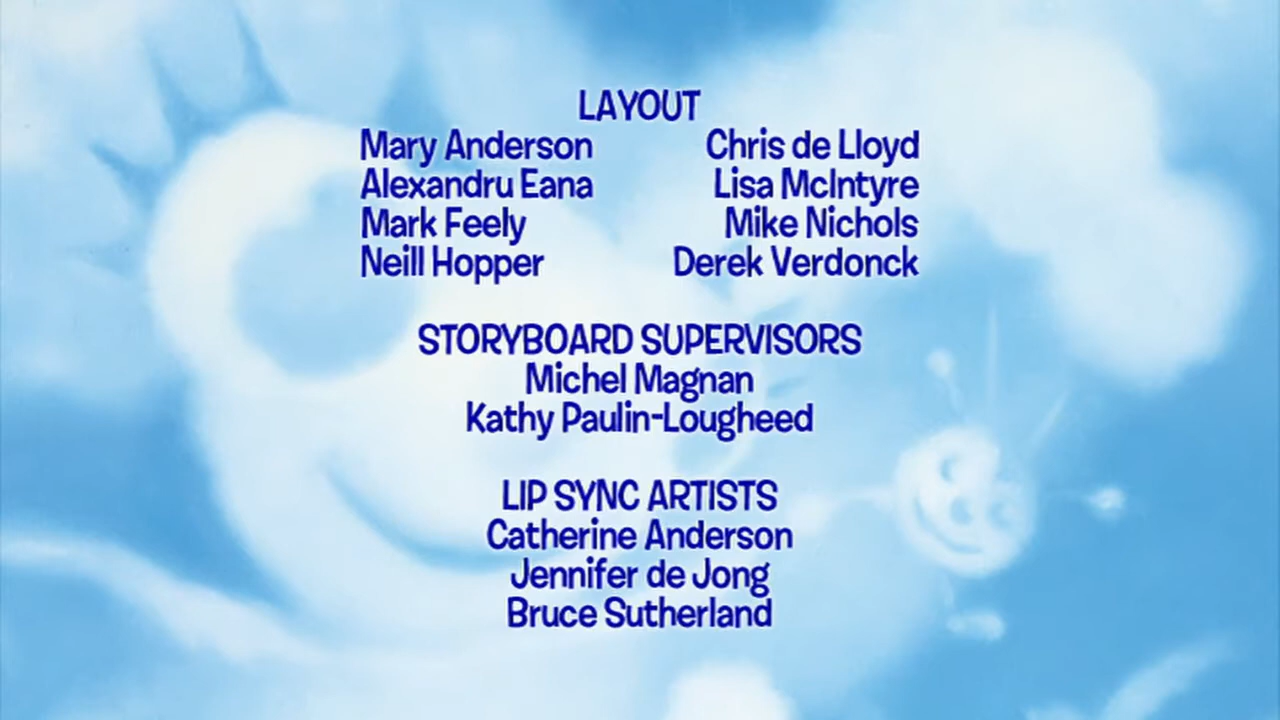 LAYOUT
Mary Anderson Chris de Lloyd
Alexandru Eana Lisa McIntyre
Mark Feely Mike Nichols
Neill Hopper Derek Verdonck
STORYBOARD SUPERVISORS
Michel Magnan
Kathy Paulin-Lougheed
LIP SYNC ARTISTS
Catherine Anderson
Jennifer de Jong
Bruce Sutherland